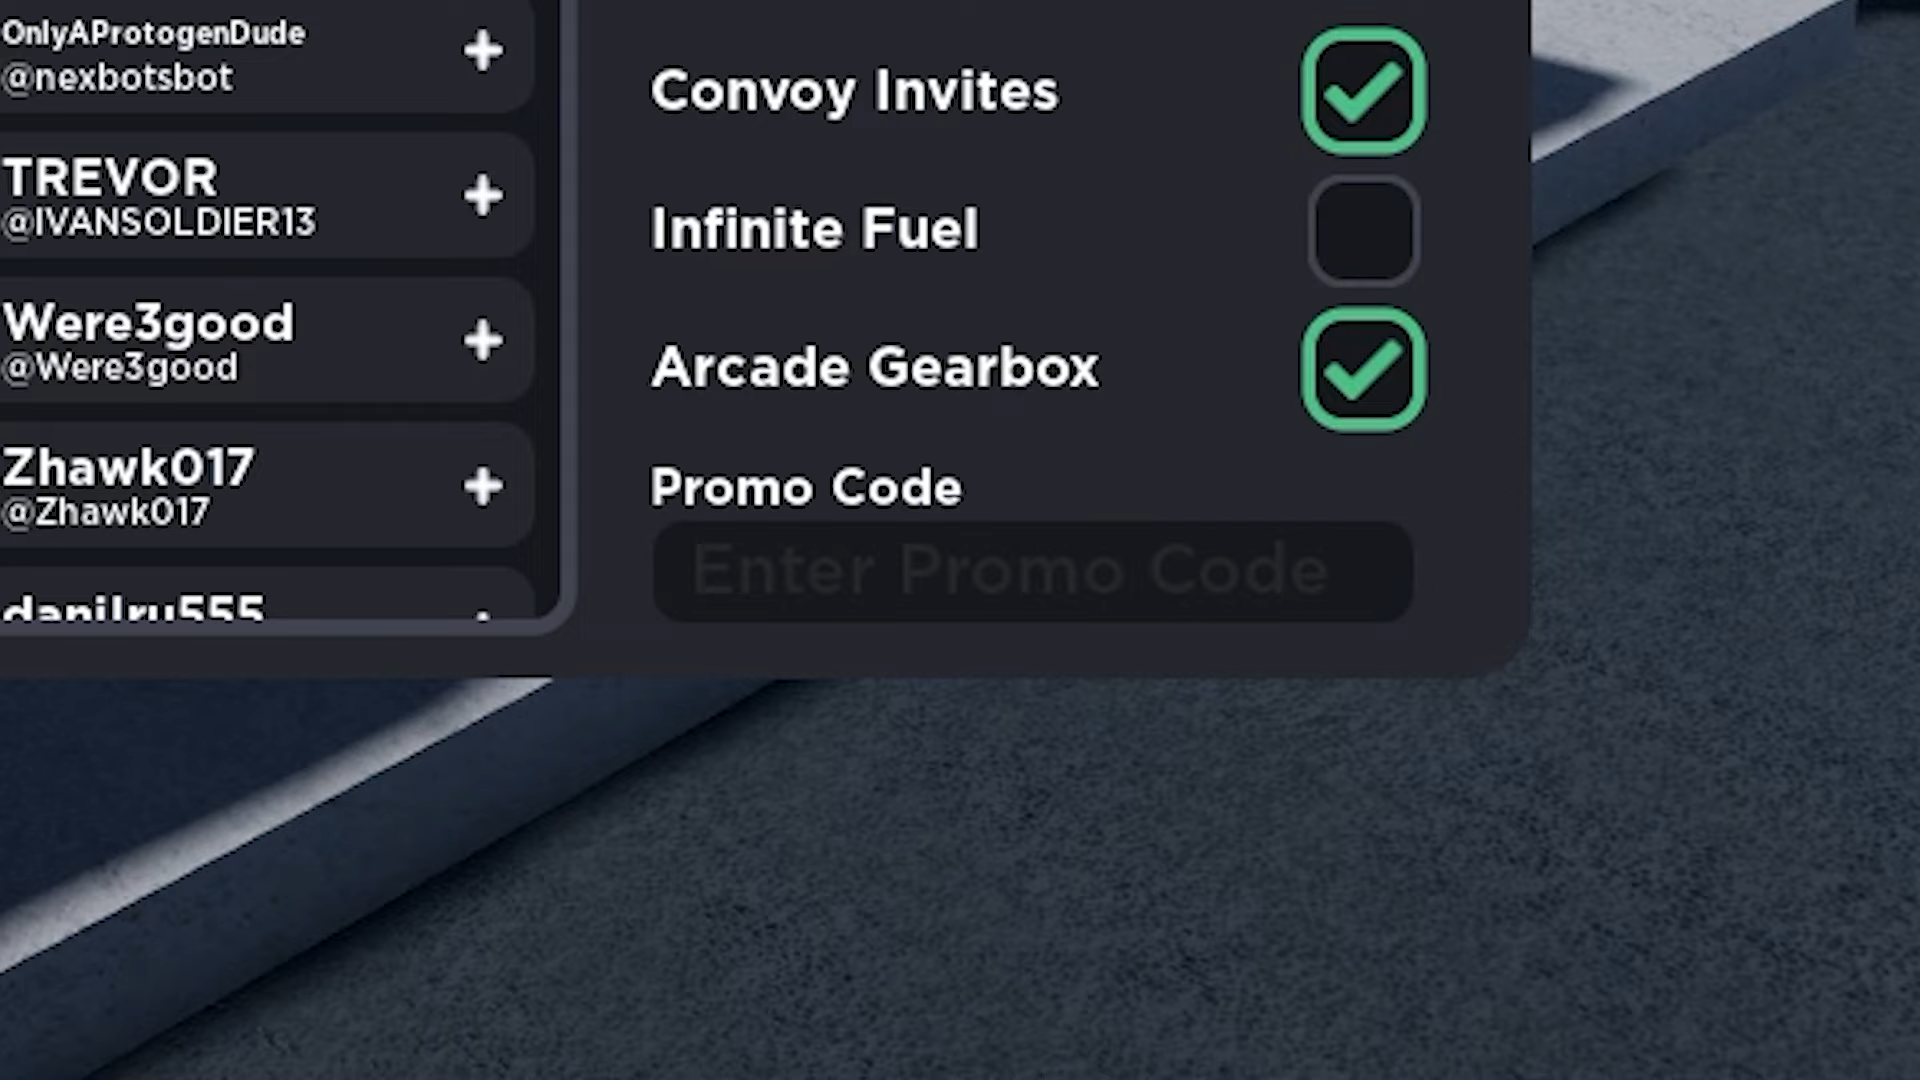 OnlyAProtogenDude
@nexbotsbot
TREVOR
@IVANSOLDIER13
Were3good
@Were3good
Zhawk017
@Zhawk017
danilru555
Convoy Invites
Infinite Fuel
Arcade Gearbox
Promo Code
Enter Promo Code